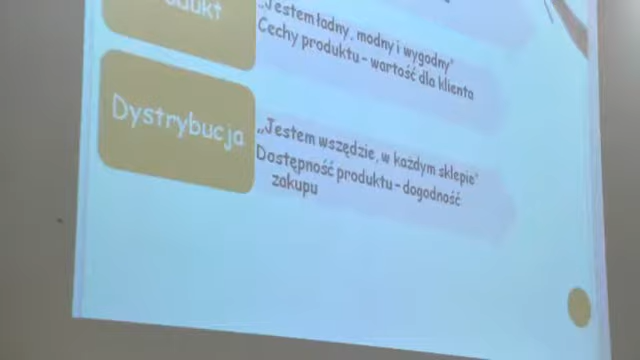 „Jestem ładny, modny i wygodny"
Cechy produktu - wartość dla klienta
Dystrybucja
„Jestem wszędzie, w każdym sklepie"
Dostępność produktu - dogodność
zakupu